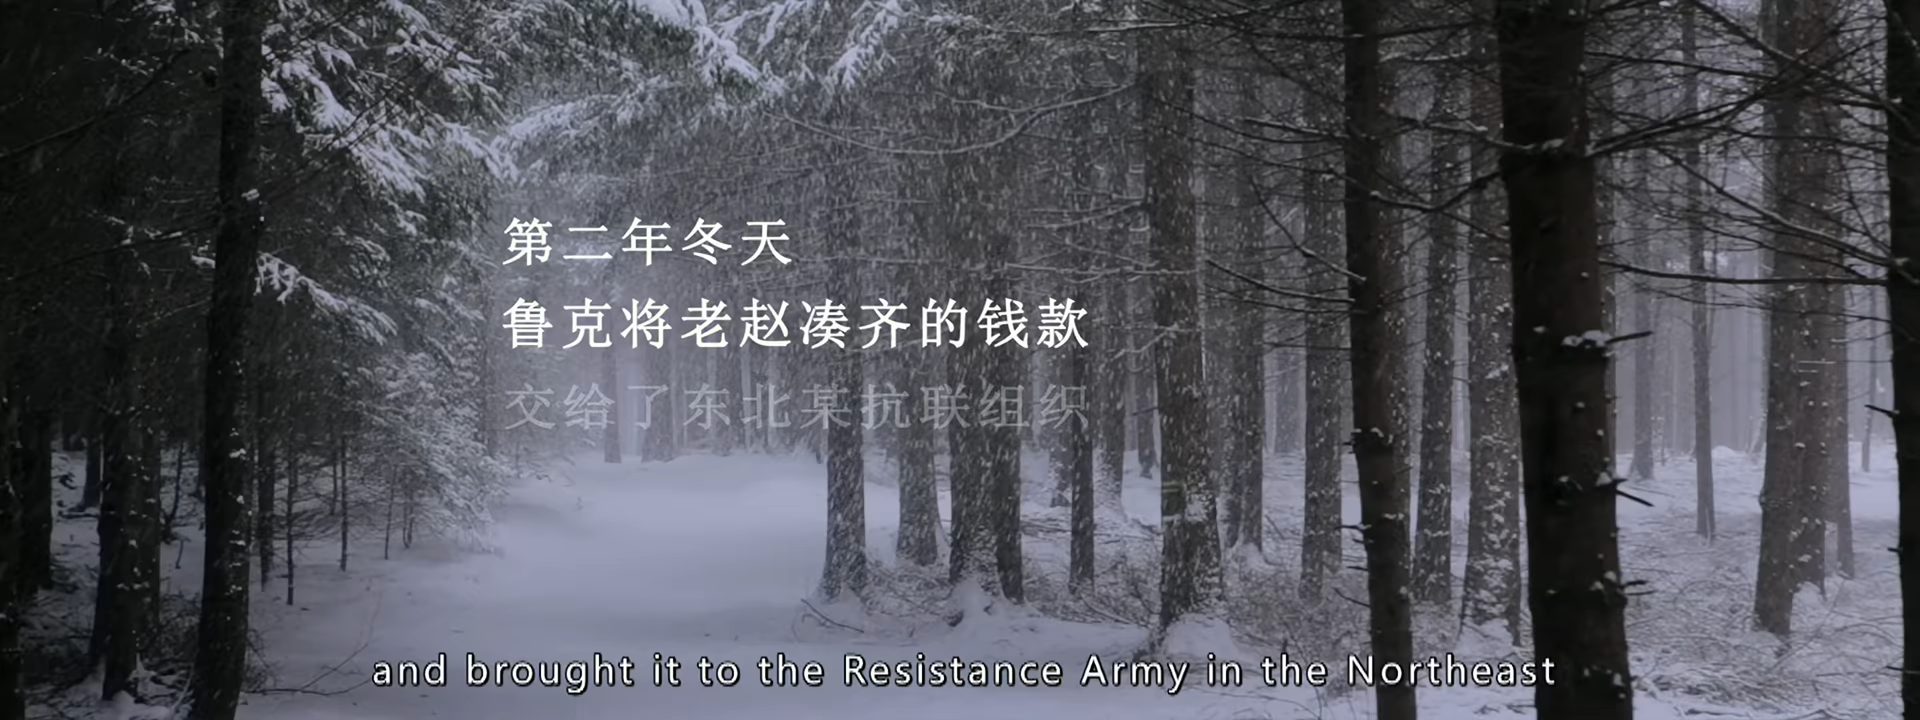 第二年冬天
鲁克将老赵凑齐的钱款
交给了东北某抗联组织
and brought it to the Resistance Army in the Northeast